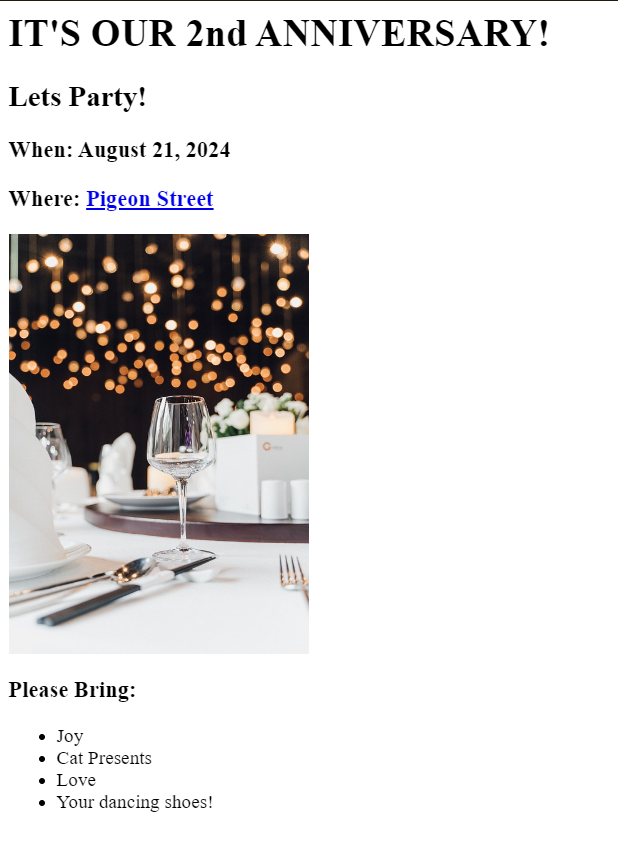 IT'S OUR 2nd ANNIVERSARY!
Lets Party!
When: August 21, 2024
Where: Pigeon Street
Please Bring:
Joy
Cat Presents
Love
Your dancing shoes!